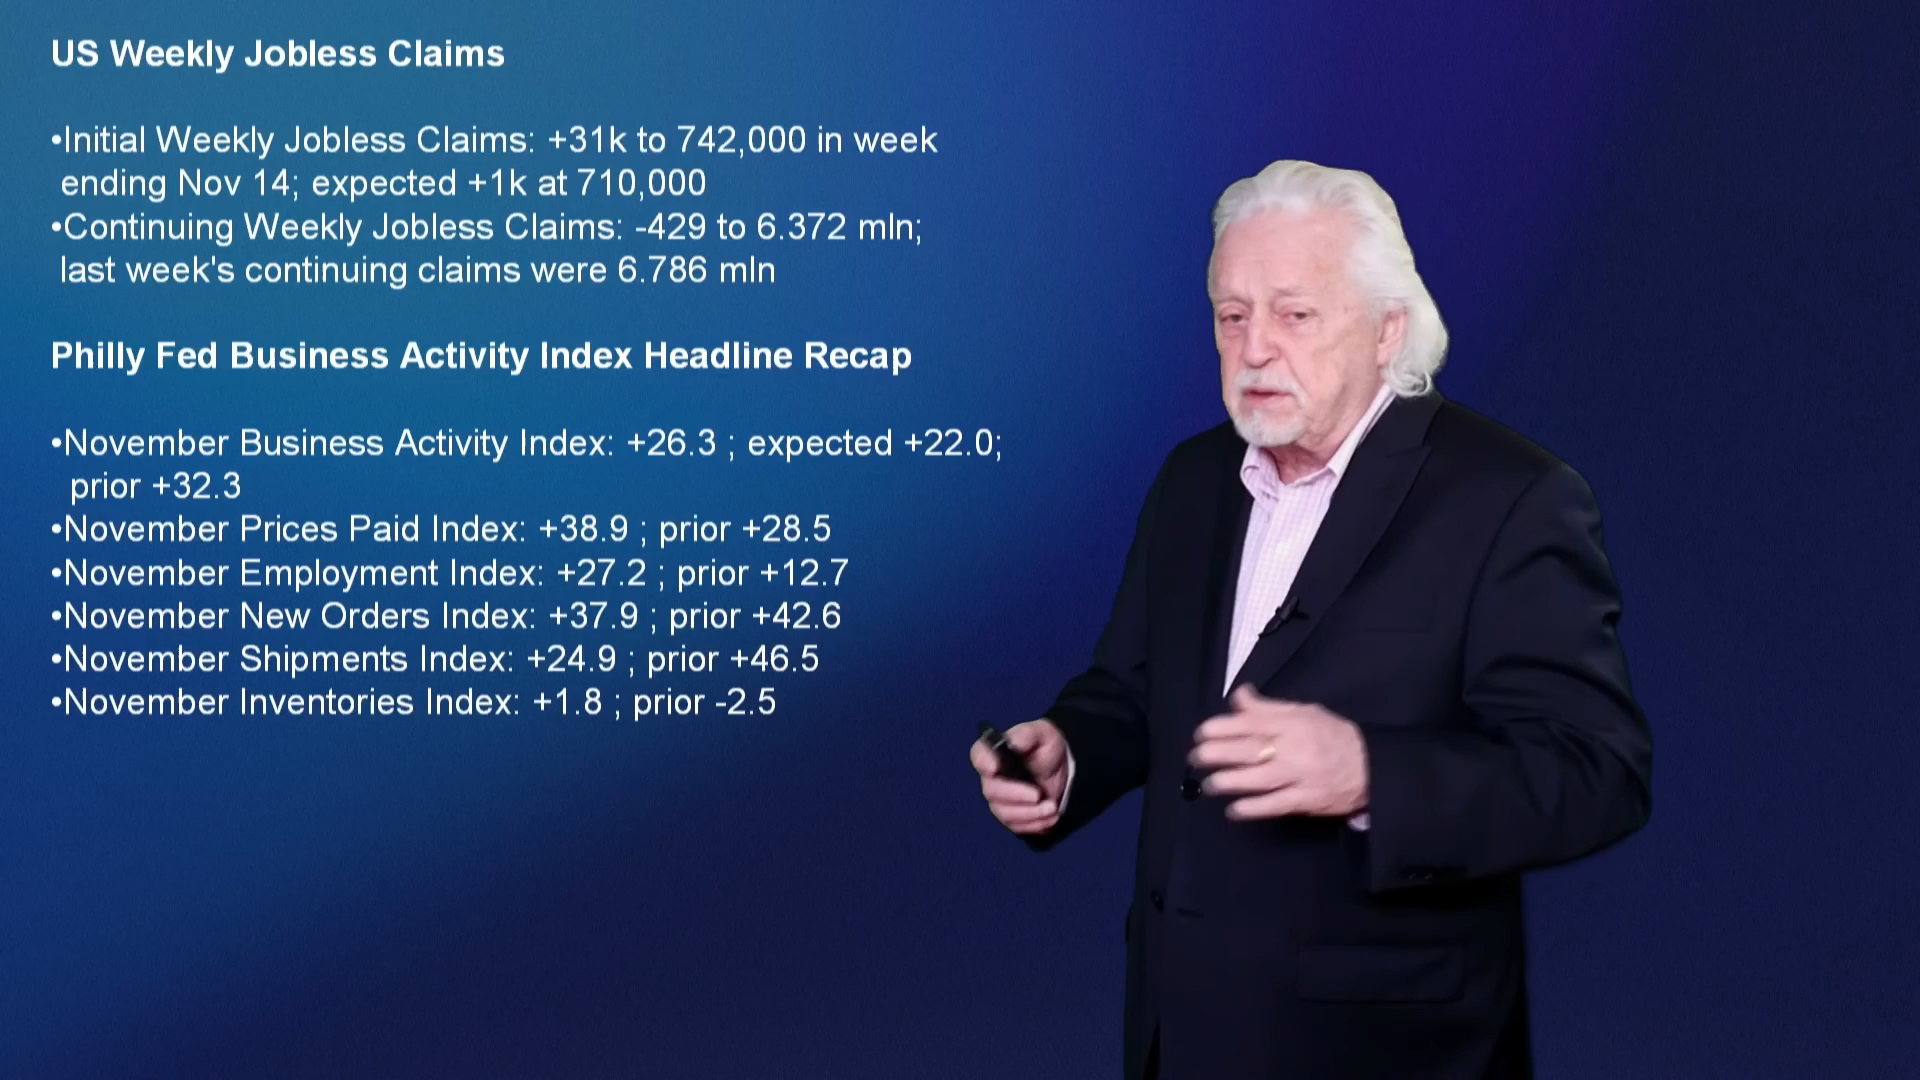 US Weekly Jobless Claims
•Initial Weekly Jobless Claims: +31k to 742,000 in week
ending Nov 14; expected +1k at 710,000
•Continuing Weekly Jobless Claims: -429 to 6.372 mln;
last week's continuing claims were 6.786 mln
Philly Fed Business Activity Index Headline Recap
•November Business Activity Index: +26.3 ; expected +22.0;
prior +32.3
•November Prices Paid Index: +38.9 ; prior +28.5
•November Employment Index: +27.2 ; prior +12.7
•November New Orders Index: +37.9 ; prior +42.6
•November Shipments Index: +24.9 ; prior +46.5
•November Inventories Index: +1.8 ; prior -2.5